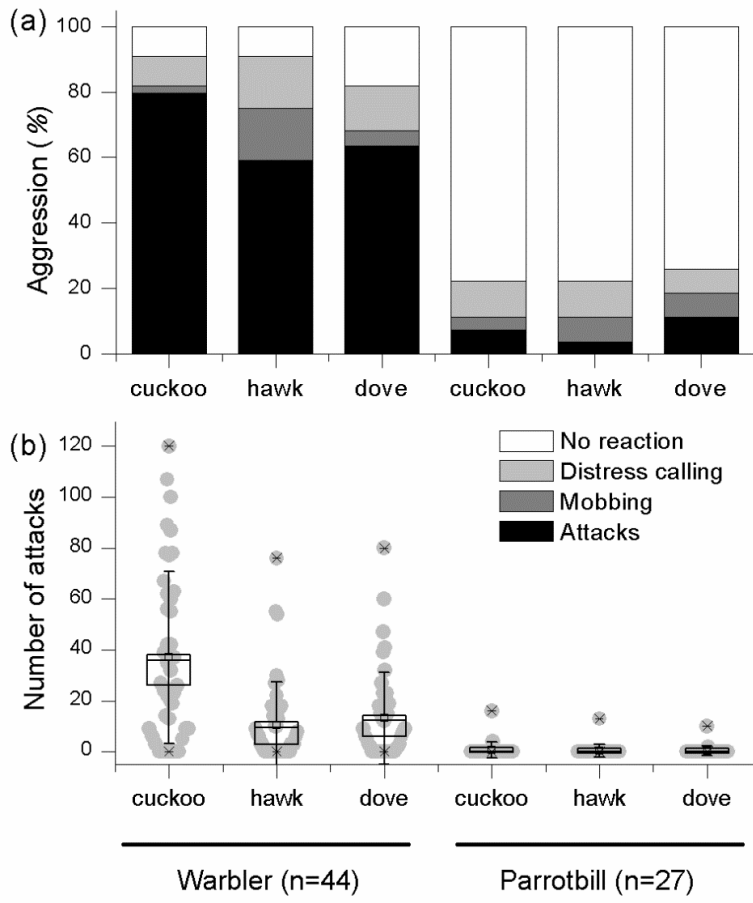 (a)
Aggression (%)
100
80
60
40
20
0
cuckoo hawk dove cuckoo hawk dove
(b)
Number of attacks
120
100
80
60
40
20
0
No reaction
Distress calling
Mobbing
Attacks
cuckoo hawk dove cuckoo hawk dove
Warbler (n=44) Parrotbill (n=27)